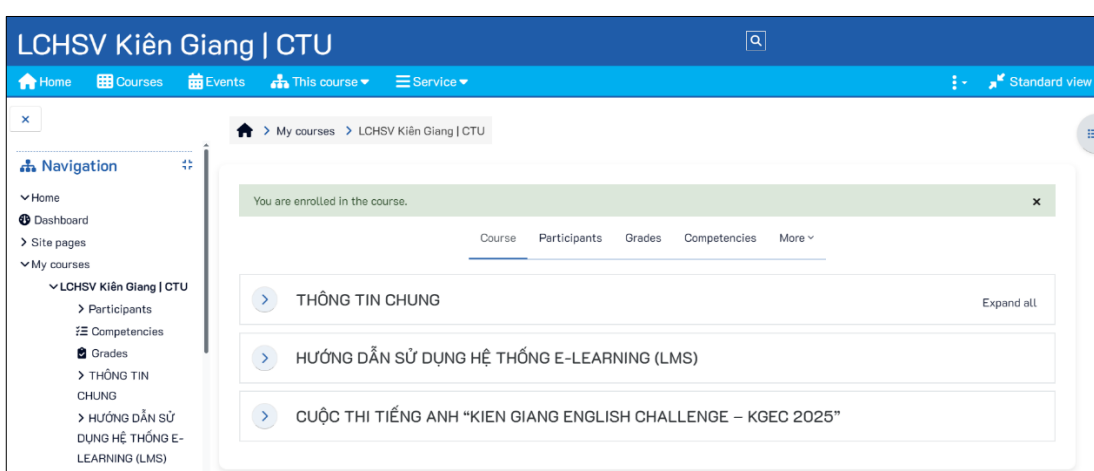 LCHSV Kiên Giang | CTU
Home Courses Events This course Service Standard view
My courses LCHSV Kiên Giang | CTU
Navigation
Home
Dashboard
Site pages
My courses
LCHSV Kiên Giang | CTU
Participants
Competencies
Grades
THÔNG TIN
CHUNG
HƯỚNG DẪN SỬ
DỤNG HỆ THỐNG E-
LEARNING (LMS)
You are enrolled in the course.
Course Participants Grades Competencies More
THÔNG TIN CHUNG Expand all
HƯỚNG DẪN SỬ DỤNG HỆ THỐNG E-LEARNING (LMS)
CUỘC THI TIẾNG ANH “KIEN GIANG ENGLISH CHALLENGE – KGEC 2025”